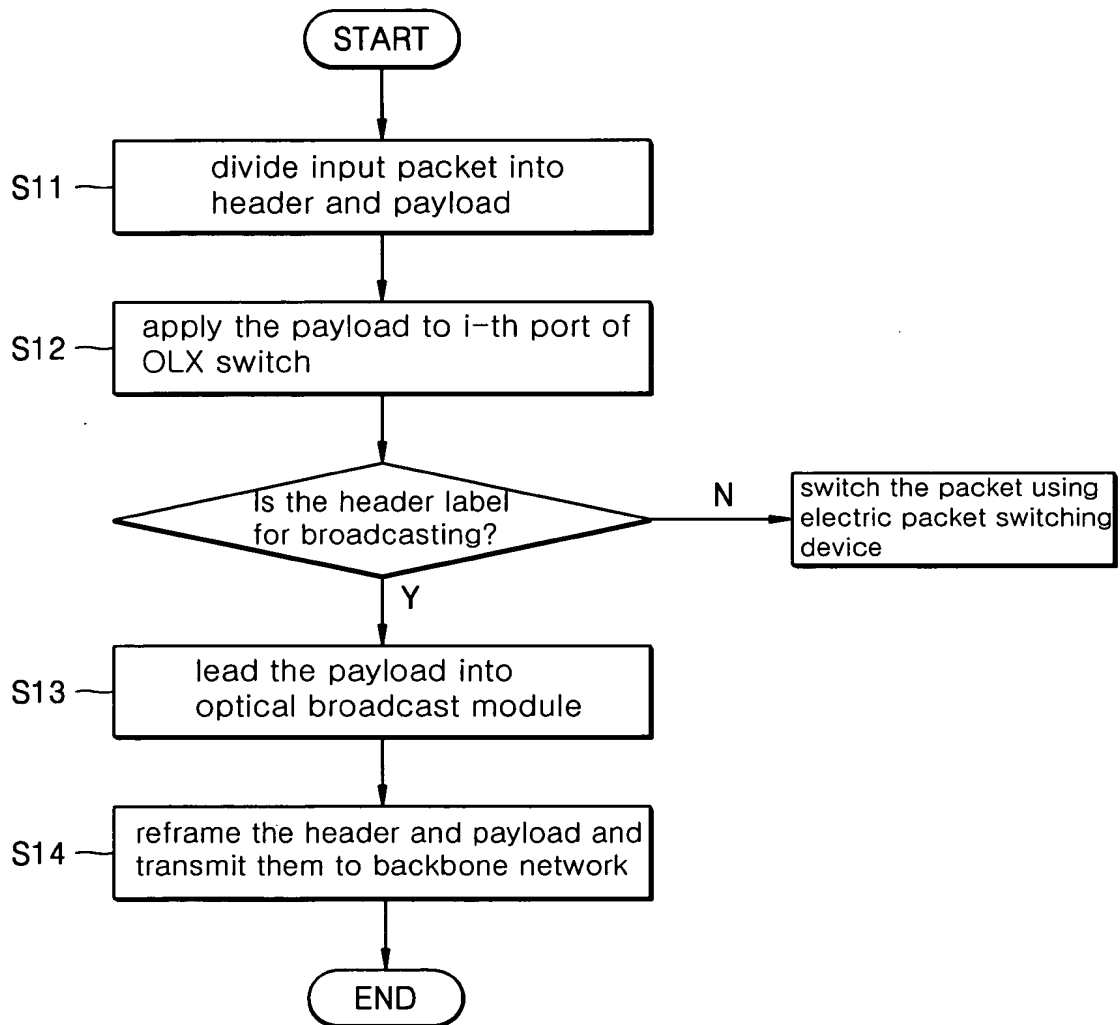 START
S11
divide input packet into
header and payload
S12
apply the payload to i-th port of
OLX switch
Is the header label
for broadcasting?
N
switch the packet using
electric packet switching
device
Y
S13
lead the payload into
optical broadcast module
S14
reframe the header and payload and
transmit them to backbone network
END